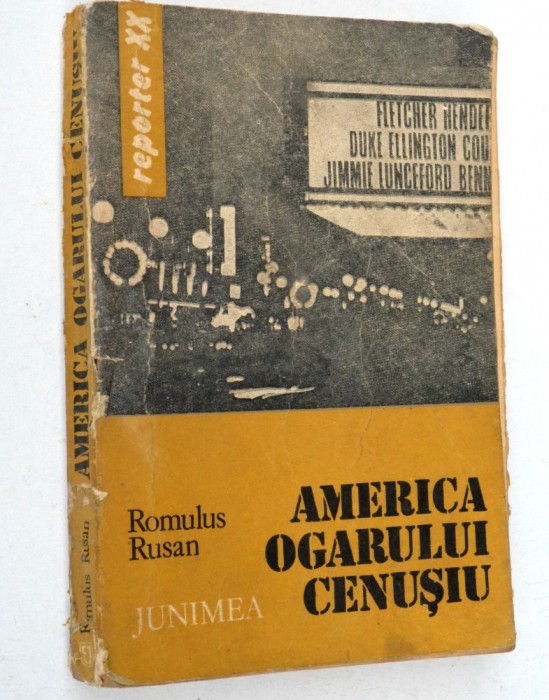 reporter XX
FLETCHER HENDER
DUKE ELLINGTON COU
JIMMIE LUNCEFORD BENN
Romulus
Rusan
AMERICA
OGARULUI
CENUȘIU
JUNIMEA
AMERICA OGARULUI CENUȘIU
Romulus Rusan